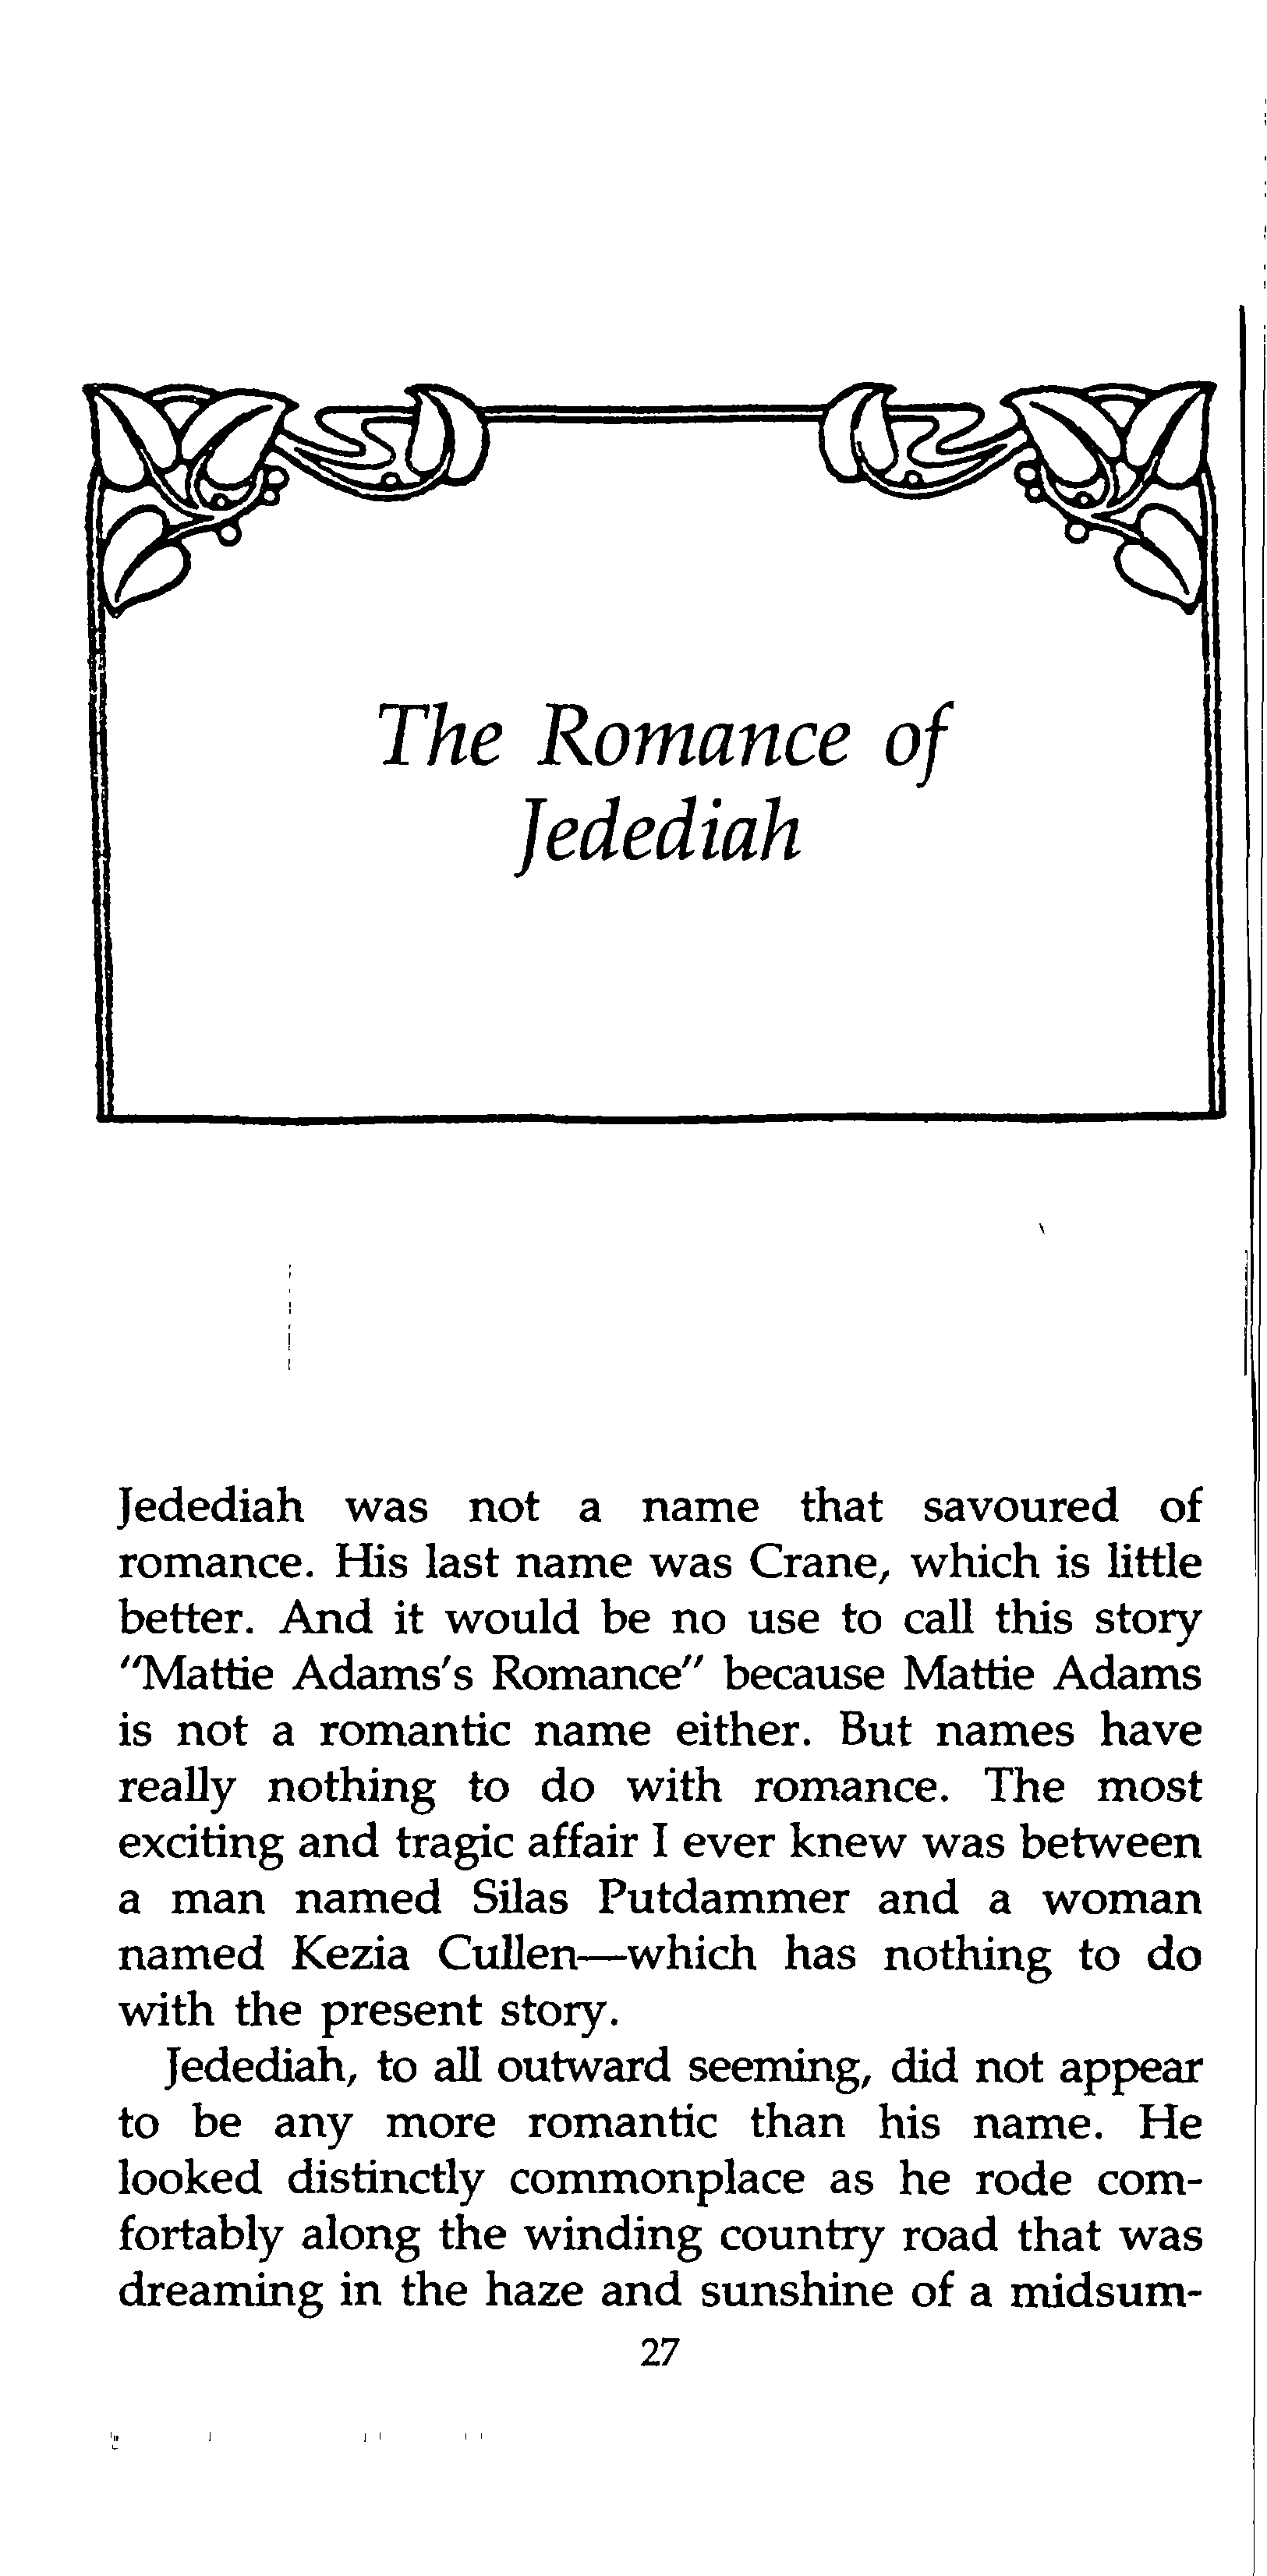 The Romance of
Jedediah
Jedediah was not a name that savoured of
romance. His last name was Crane, which is little
better. And it would be no use to call this story
"Mattie Adams's Romance" because Mattie Adams
is not a romantic name either. But names have
really nothing to do with romance. The most
exciting and tragic affair I ever knew was between
a man named Silas Putdammer and a woman
named Kezia Cullen—which has nothing to do
with the present story.
Jedediah, to all outward seeming, did not appear
to be any more romantic than his name. He
looked distinctly commonplace as he rode com-
fortably along the winding country road that was
dreaming in the haze and sunshine of a midsum-
27